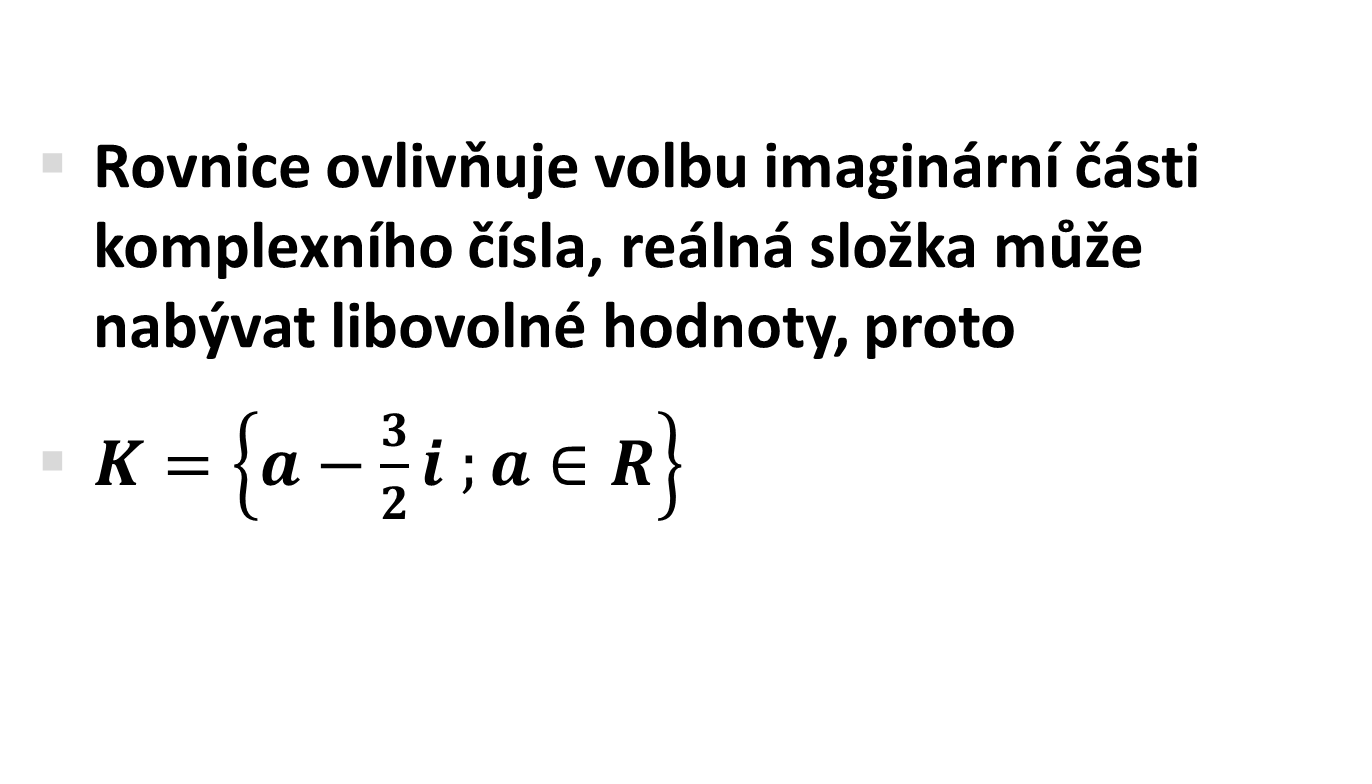 Rovnice ovlivňuje volbu imaginární části
komplexního čísla, reálná složka může
nabývat libovolné hodnoty, proto
K = {a − 3/2 i ; a ∈ R}